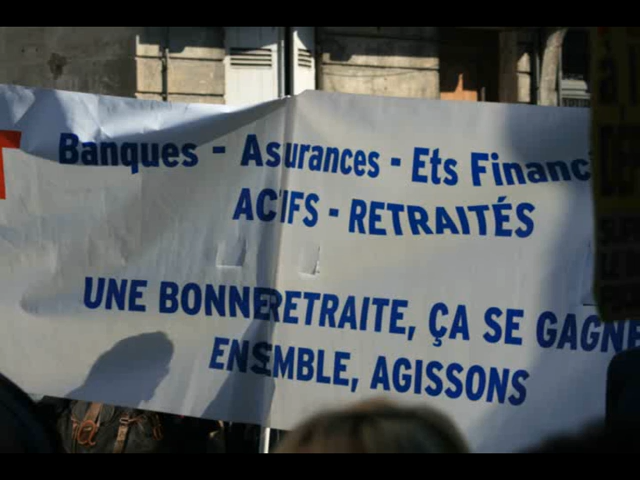 T
Banques - Assurances - Ets Financ
ACTIFS - RETRAITÉS
UNE BONNE RETRAITE, ÇA SE GAGNE
ENSEMBLE, AGISSONS